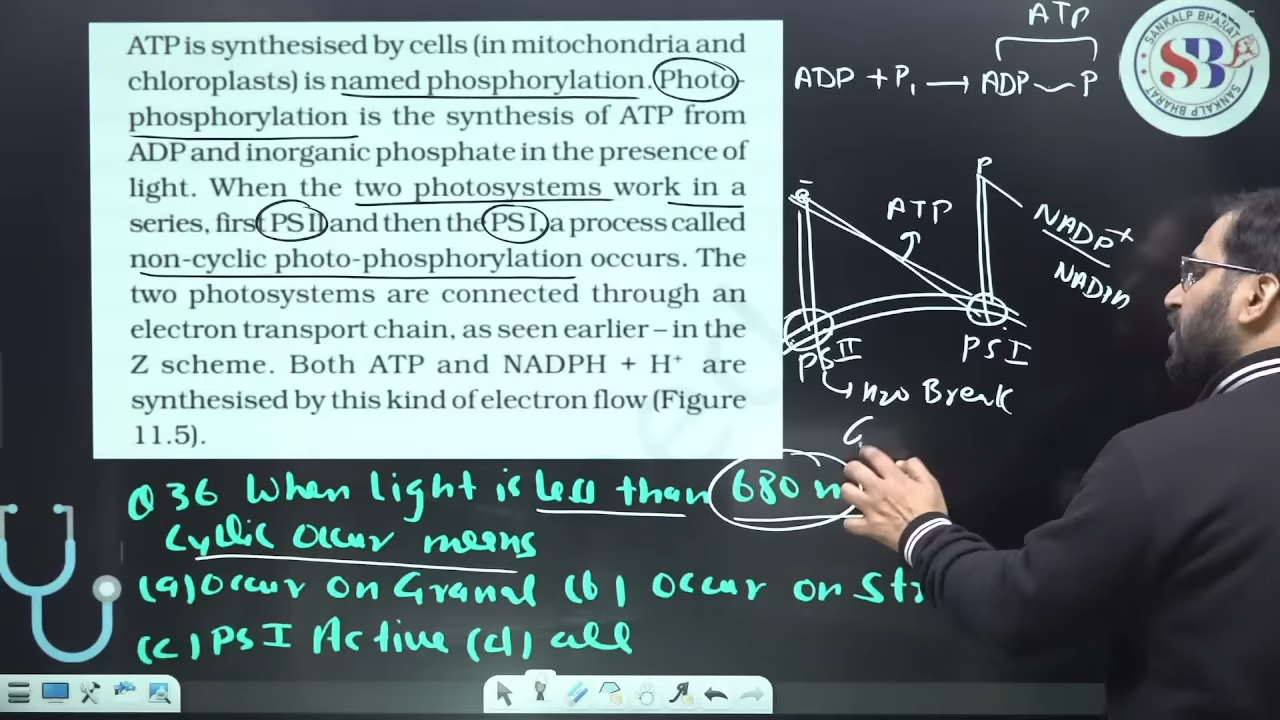 ATP is synthesised by cells (in mitochondria and
chloroplasts) is named phosphorylation. Photo-
phosphorylation is the synthesis of ATP from
ADP and inorganic phosphate in the presence of
light. When the two photosystems work in a
series, first PS II and then the PS I, a process called
non-cyclic photo-phosphorylation occurs. The
two photosystems are connected through an
electron transport chain, as seen earlier – in the
Z scheme. Both ATP and NADPH + H⁺ are
synthesised by this kind of electron flow (Figure
11.5).
ATP
ADP + Pi → ADP ~ P
SANKALP BHARAT
SB
SANKALP BHARAT
ē
P
ATP
NADP+
PS II
PS I
H2O Break
Q 36 When light is less than 680 n
Cyclic Occur means
(a) Occur on Granal (b) Occur on
(c) PS I Active (d) all